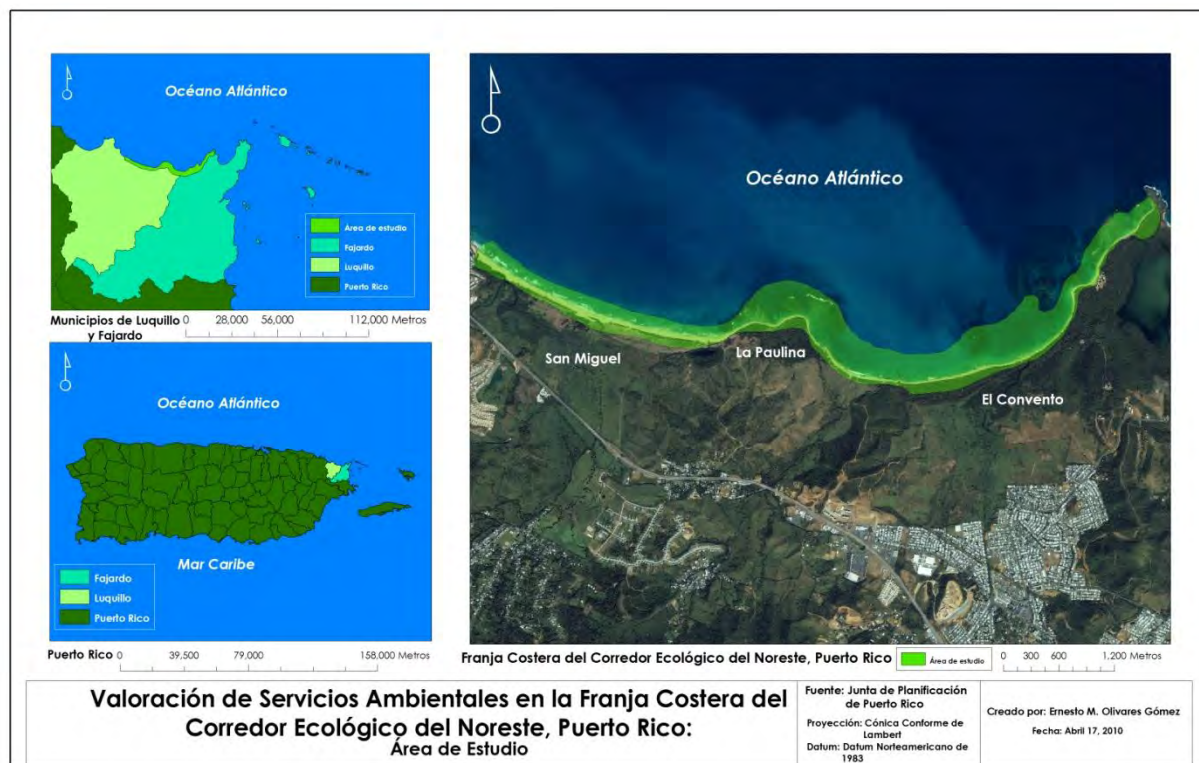 Océano Atlántico
Área de estudio
Fajardo
Luquillo
Puerto Rico
Municipios de Luquillo
y Fajardo
0 28,000 56,000 112,000 Metros
Océano Atlántico
Mar Caribe
Fajardo
Luquillo
Puerto Rico
Puerto Rico 0 39,500 79,000 158,000 Metros
Océano Atlántico
San Miguel
La Paulina
El Convento
Franja Costera del Corredor Ecológico del Noreste, Puerto Rico
Área de estudio
0 300 600 1,200 Metros
Valoración de Servicios Ambientales en la Franja Costera del
Corredor Ecológico del Noreste, Puerto Rico:
Área de Estudio
Fuente: Junta de Planificación
de Puerto Rico
Proyección: Cónica Conforme de
Lambert
Datum: Datum Norteamericano de
1983
Creado por: Ernesto M. Olivares Gómez
Fecha: Abril 17, 2010